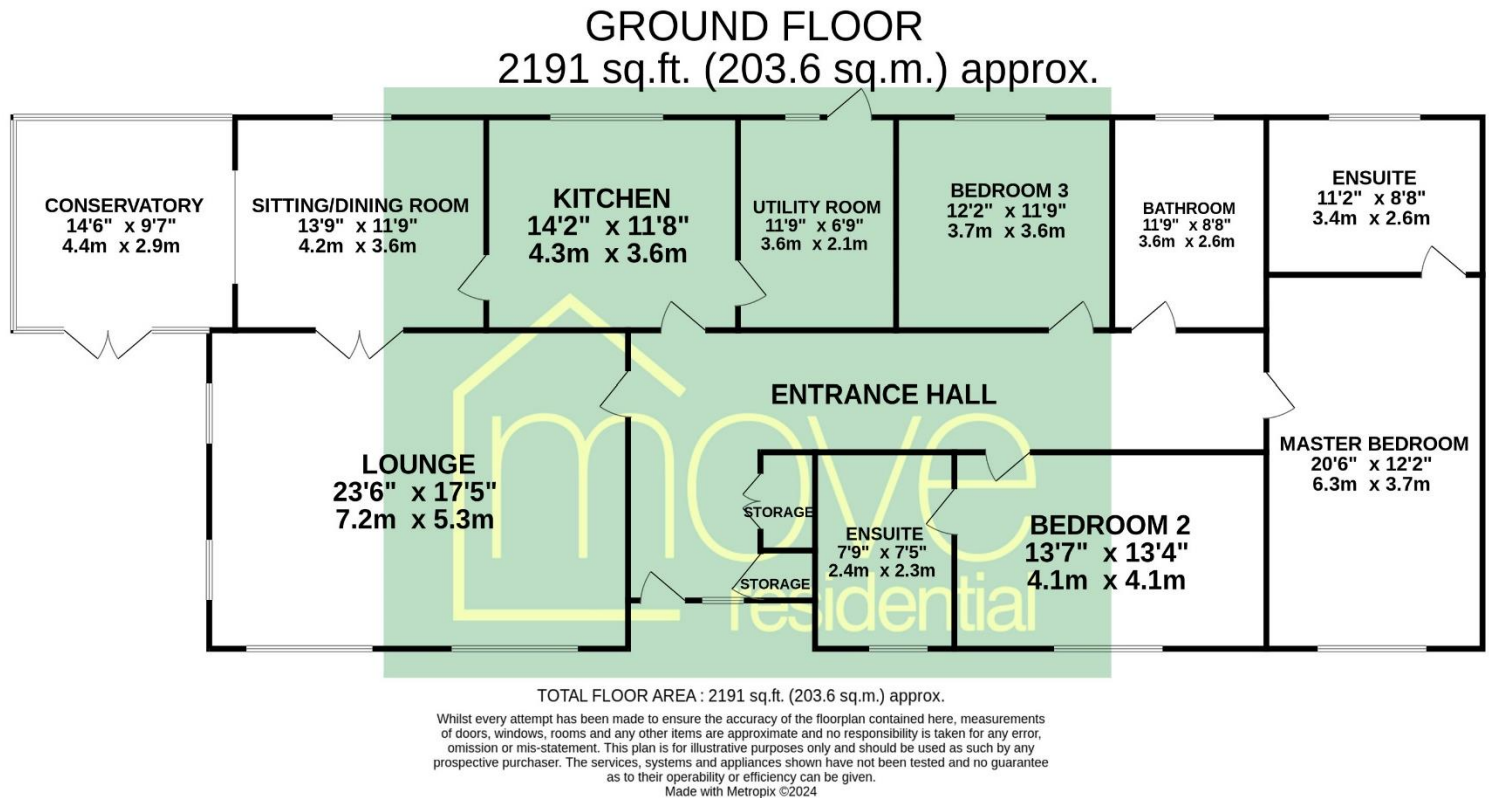 GROUND FLOOR
2191 sq.ft. (203.6 sq.m.) approx.
CONSERVATORY
14'6" x 9'7"
4.4m x 2.9m
SITTING/DINING ROOM
13'9" x 11'9"
4.2m x 3.6m
KITCHEN
14'2" x 11'8"
4.3m x 3.6m
UTILITY ROOM
11'9" x 6'9"
3.6m x 2.1m
BEDROOM 3
12'2" x 11'9"
3.7m x 3.6m
BATHROOM
11'9" x 8'8"
3.6m x 2.6m
ENSUITE
11'2" x 8'8"
3.4m x 2.6m
ENTRANCE HALL
LOUNGE
23'6" x 17'5"
7.2m x 5.3m
MASTER BEDROOM
20'6" x 12'2"
6.3m x 3.7m
STORAGE
STORAGE
ENSUITE
7'9" x 7'5"
2.4m x 2.3m
BEDROOM 2
13'7" x 13'4"
4.1m x 4.1m
move
residential
TOTAL FLOOR AREA : 2191 sq.ft. (203.6 sq.m.) approx.
Whilst every attempt has been made to ensure the accuracy of the floorplan contained here, measurements
of doors, windows, rooms and any other items are approximate and no responsibility is taken for any error,
omission or mis-statement. This plan is for illustrative purposes only and should be used as such by any
prospective purchaser. The services, systems and appliances shown have not been tested and no guarantee
as to their operability or efficiency can be given.
Made with Metropix ©2024